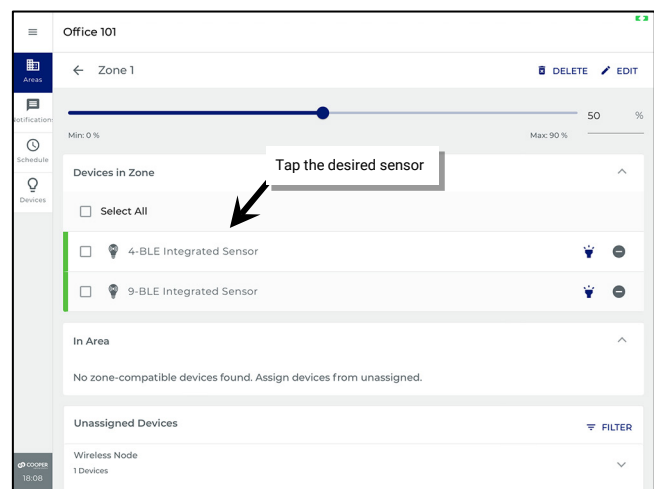 Office 101
Areas
Zone 1
DELETE
EDIT
Notifications
50 %
Min: 0 %
Max: 90 %
Schedule
Tap the desired sensor
Devices in Zone
Devices
Select All
4-BLE Integrated Sensor
9-BLE Integrated Sensor
In Area
No zone-compatible devices found. Assign devices from unassigned.
Unassigned Devices
FILTER
Wireless Node
1 Devices
COOPER
18:08